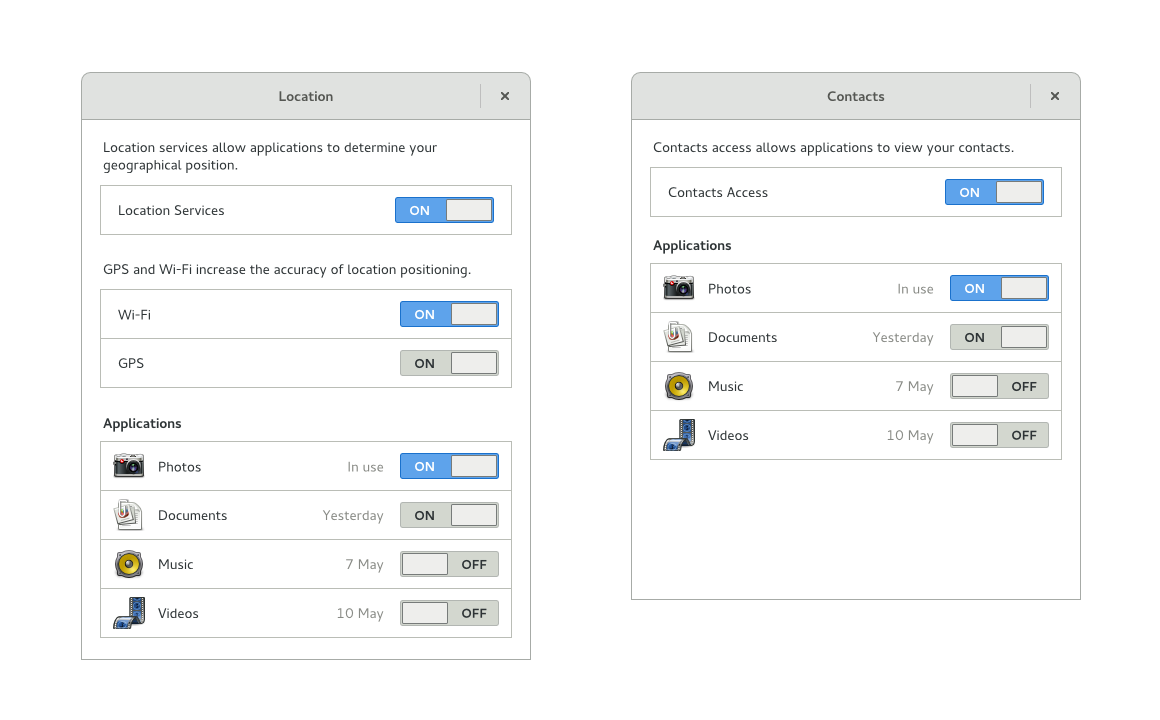 Location ×
Location services allow applications to determine your
geographical position.
Location Services ON
GPS and Wi-Fi increase the accuracy of location positioning.
Wi-Fi ON
GPS ON
Applications
Photos In use ON
Documents Yesterday ON
Music 7 May OFF
Videos 10 May OFF
Contacts ×
Contacts access allows applications to view your contacts.
Contacts Access ON
Applications
Photos In use ON
Documents Yesterday ON
Music 7 May OFF
Videos 10 May OFF